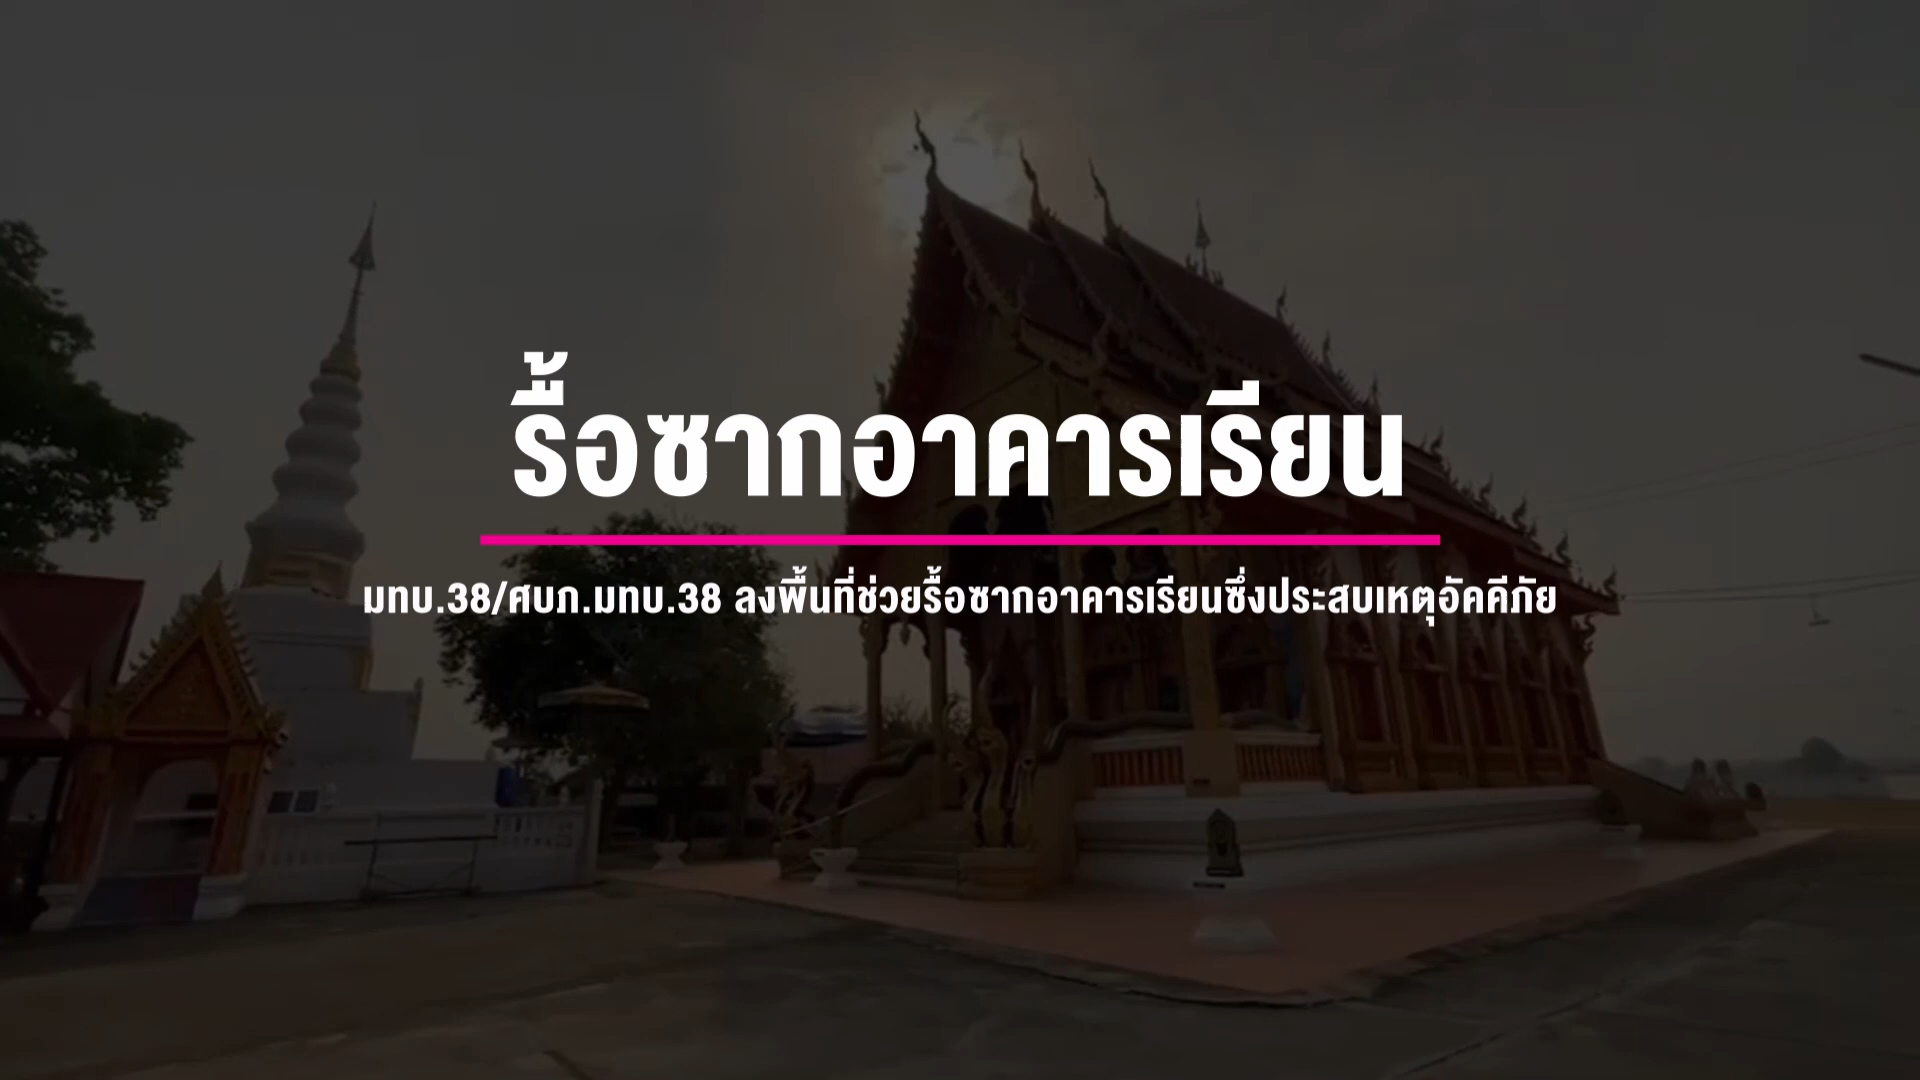 รื้อซากอาคารเรียน
มทบ.38/ศบภ.มทบ.38 ลงพื้นที่ช่วยรื้อซากอาคารเรียนซึ่งประสบเหตุอัคคีภัย